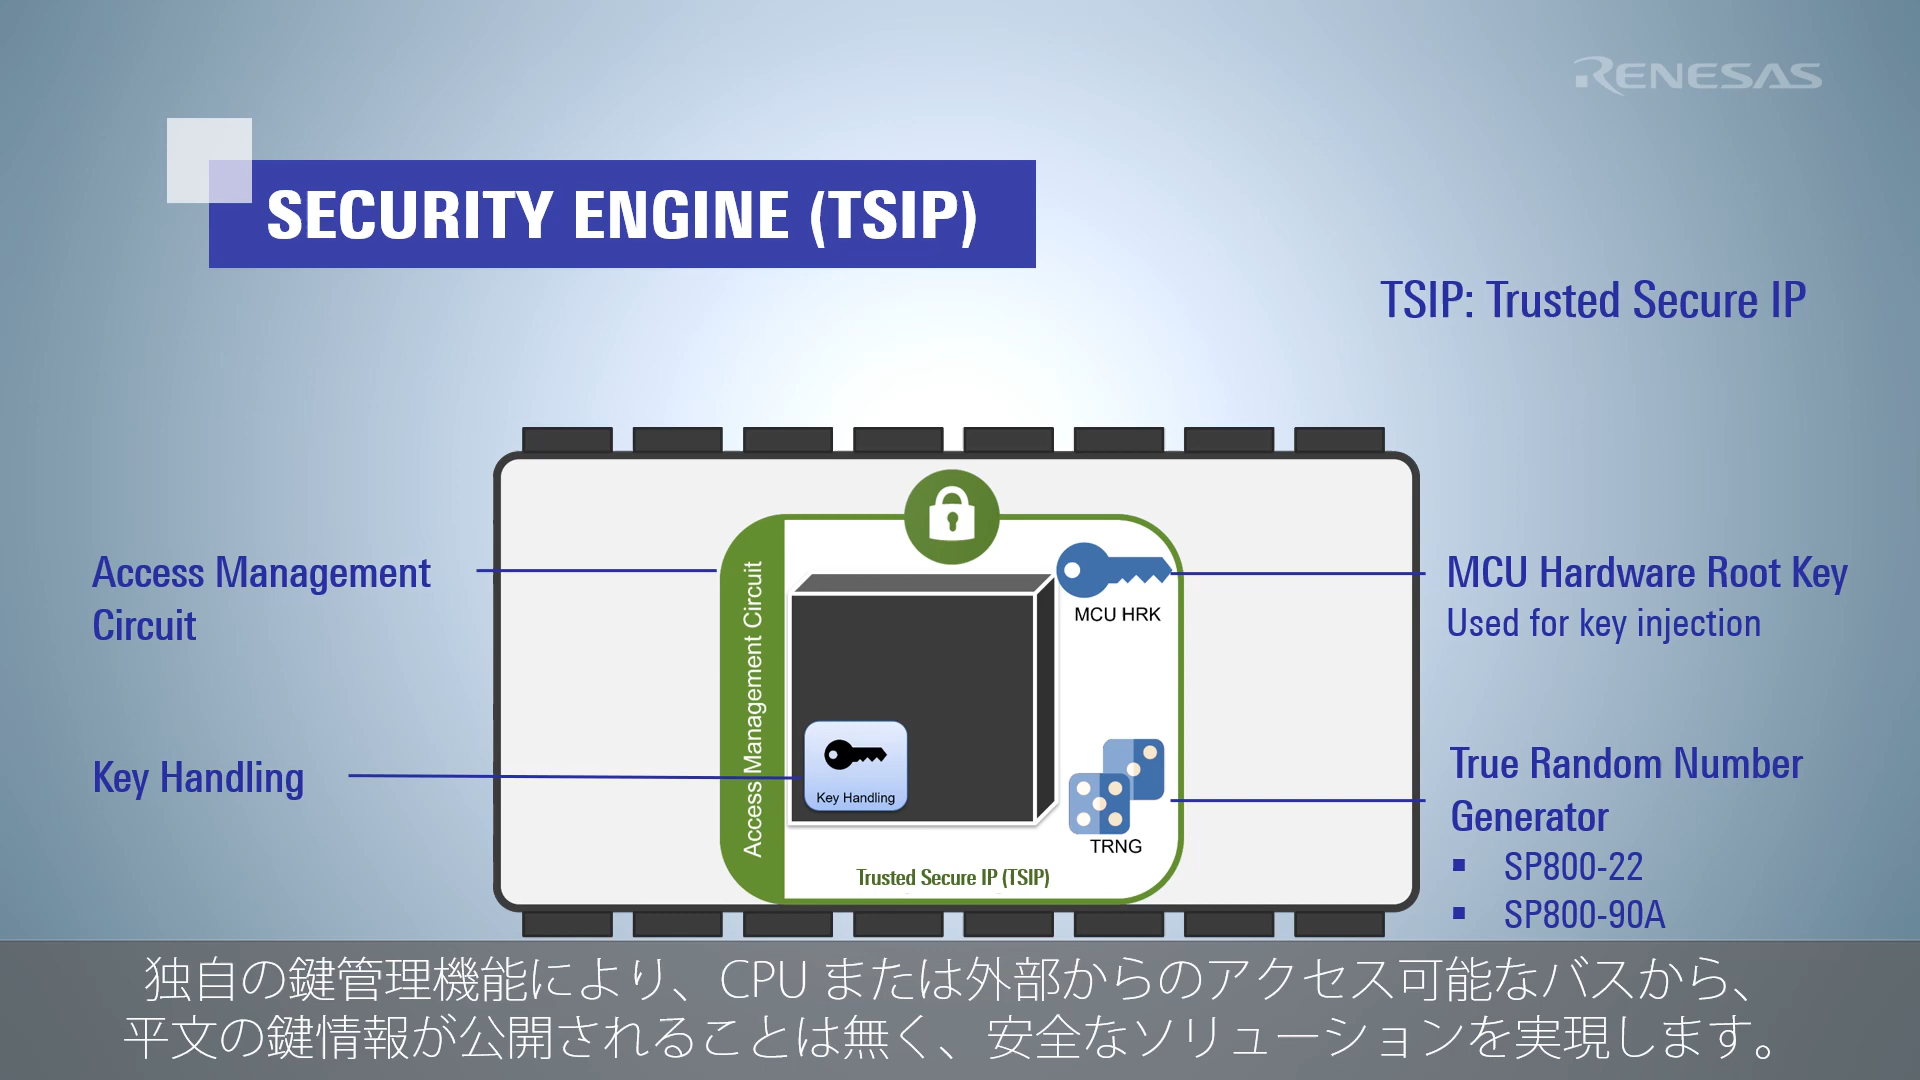 RENESAS
SECURITY ENGINE (TSIP)
TSIP: Trusted Secure IP
Access Management
Circuit
Key Handling
Access Management Circuit
MCU HRK
Key Handling
TRNG
Trusted Secure IP (TSIP)
MCU Hardware Root Key
Used for key injection
True Random Number
Generator
▪ SP800-22
▪ SP800-90A
独自の鍵管理機能により、CPU または外部からのアクセス可能なバスから、
平文の鍵情報が公開されることは無く、安全なソリューションを実現します。